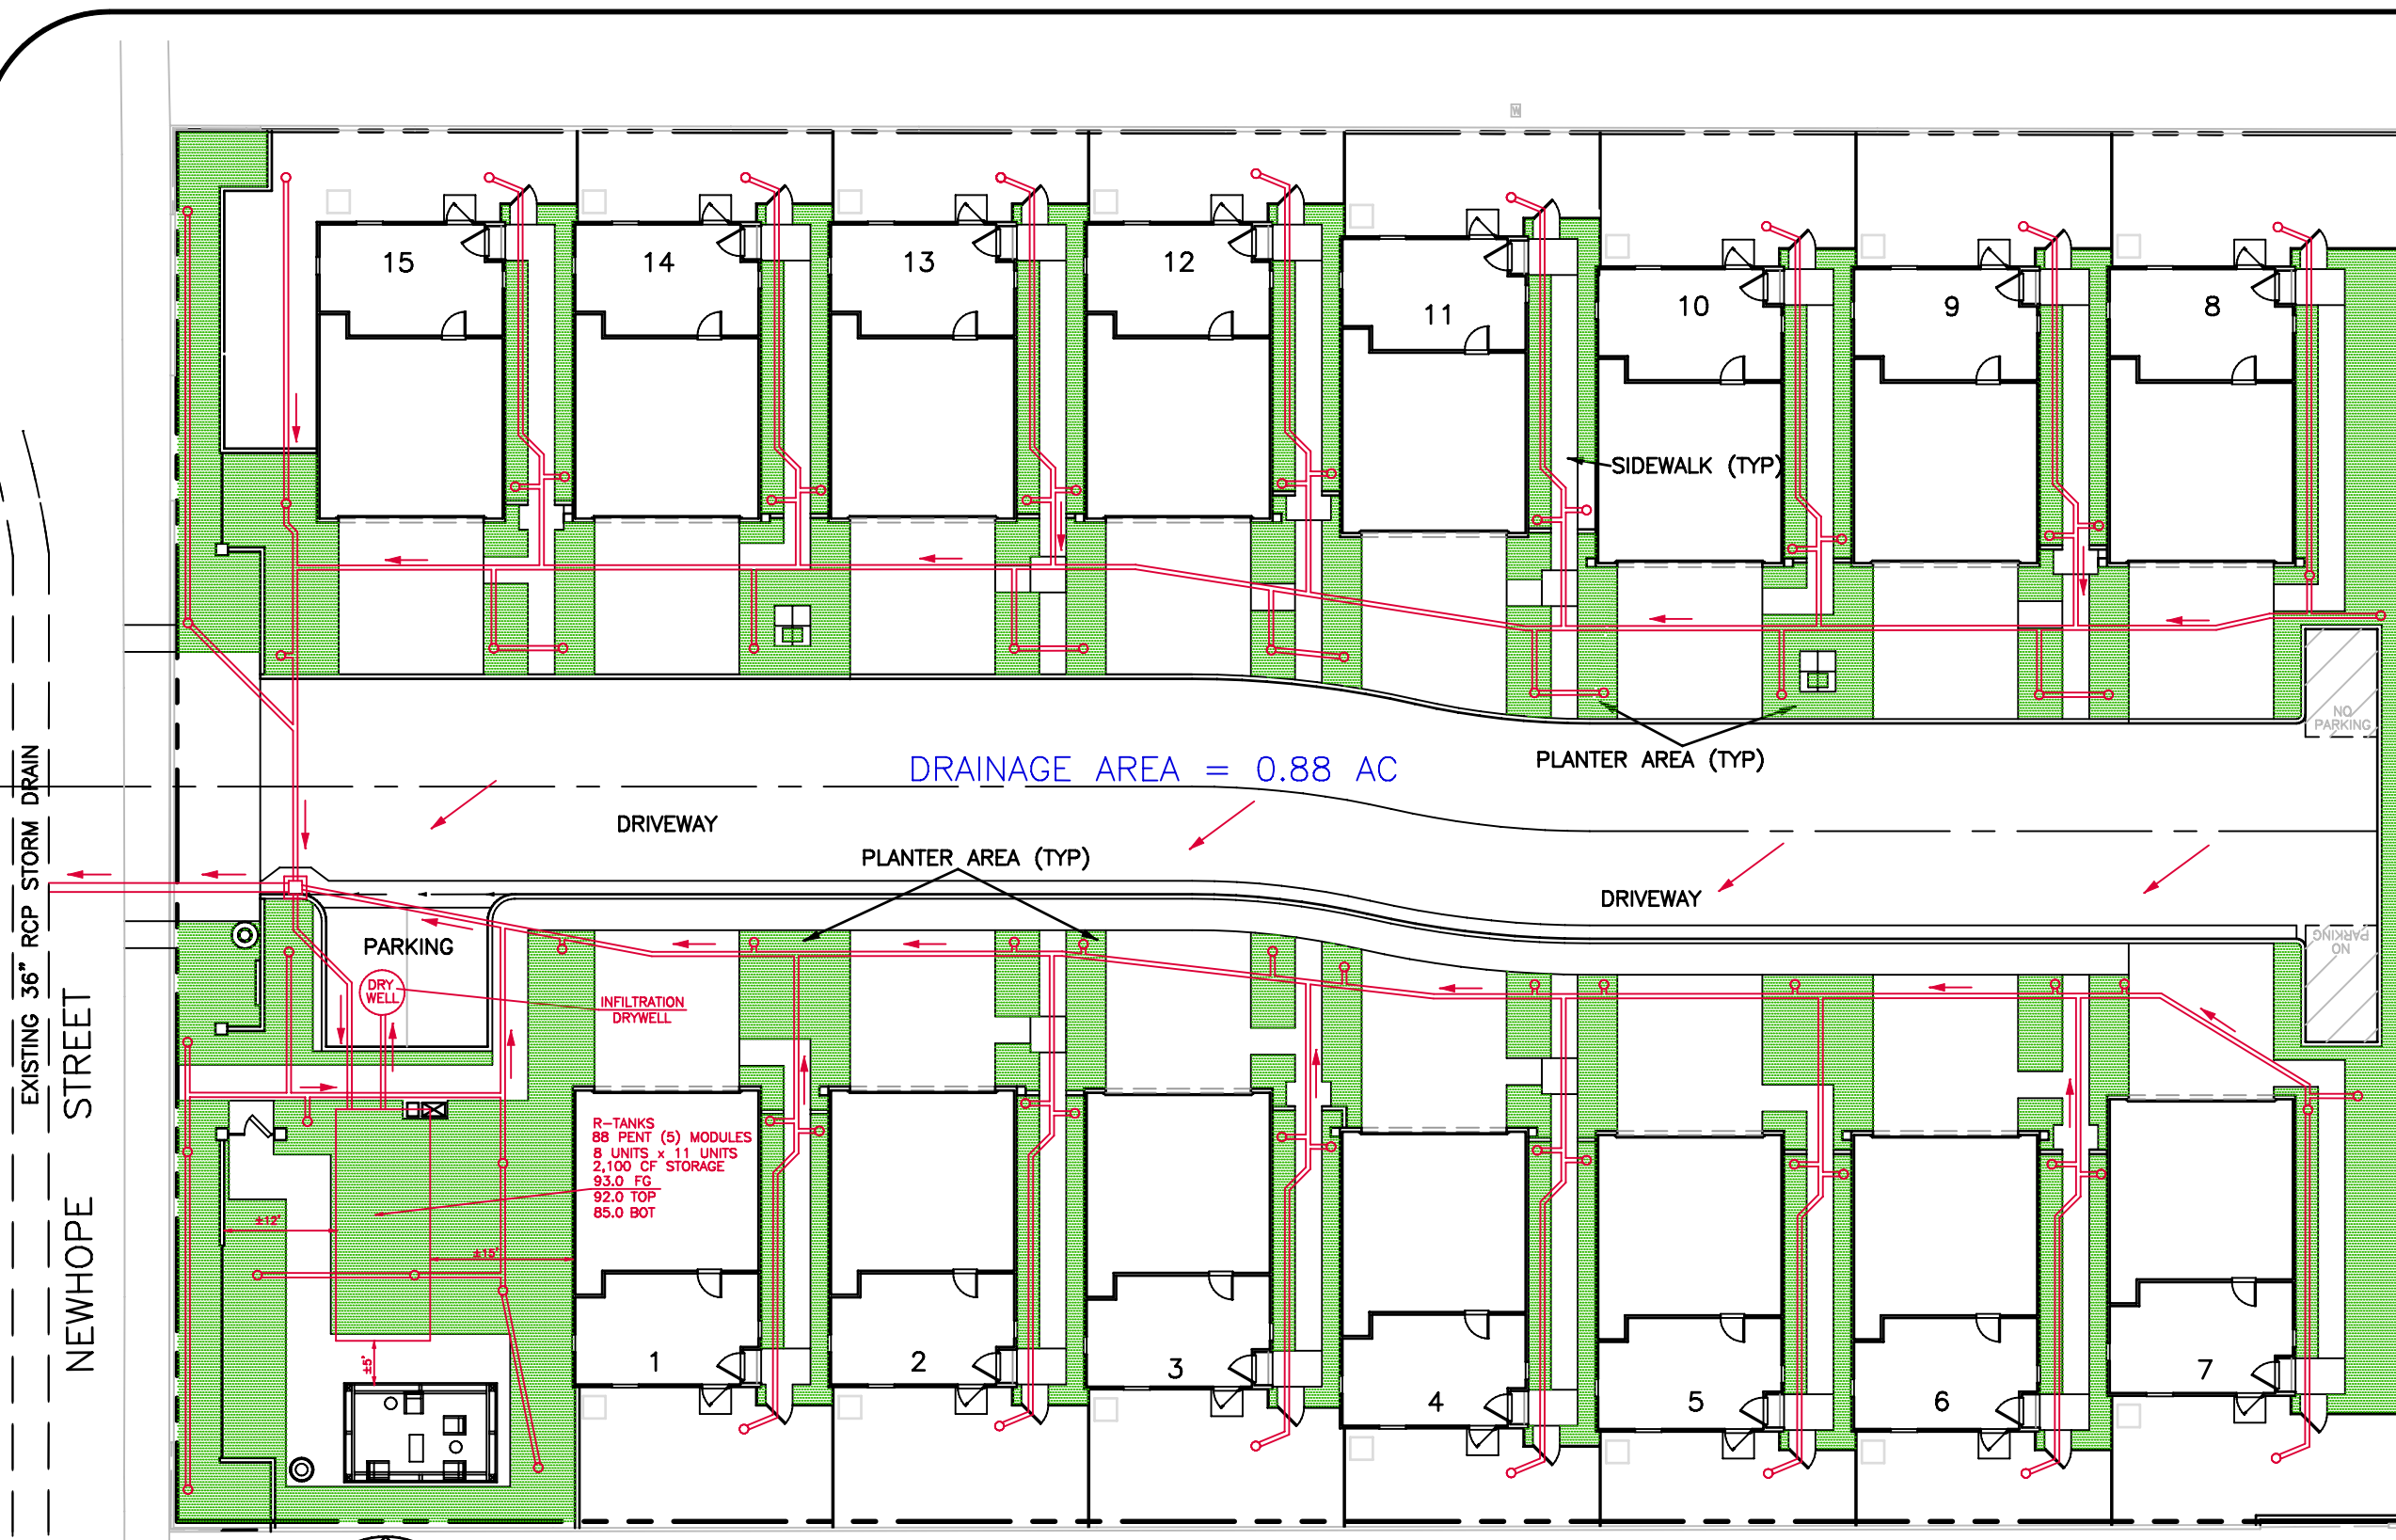 W
15
14
13
12
11
10
9
8
SIDEWALK (TYP)
NO
PARKING
PLANTER AREA (TYP)
DRAINAGE AREA = 0.88 AC
DRIVEWAY
PLANTER AREA (TYP)
DRIVEWAY
NO
PARKING
PARKING
DRY
WELL
INFILTRATION
DRYWELL
EXISTING 36" RCP STORM DRAIN
NEWHOPE STREET
R-TANKS
88 PENT (5) MODULES
8 UNITS x 11 UNITS
2,100 CF STORAGE
93.0 FG
92.0 TOP
85.0 BOT
±12'
±15'
±5'
1
2
3
4
5
6
7